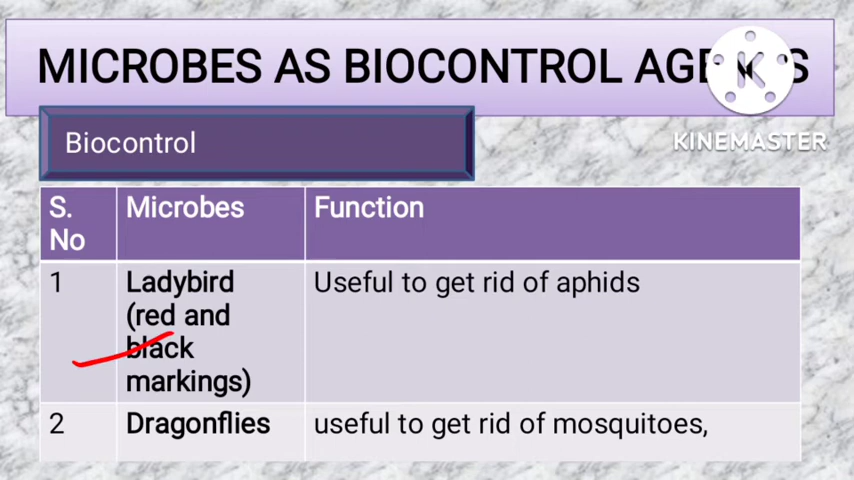 MICROBES AS BIOCONTROL AGE S
K
KINEMASTER
Biocontrol
S. No
Microbes
Function
1
Ladybird
(red and
black
markings)
Useful to get rid of aphids
2
Dragonflies
useful to get rid of mosquitoes,